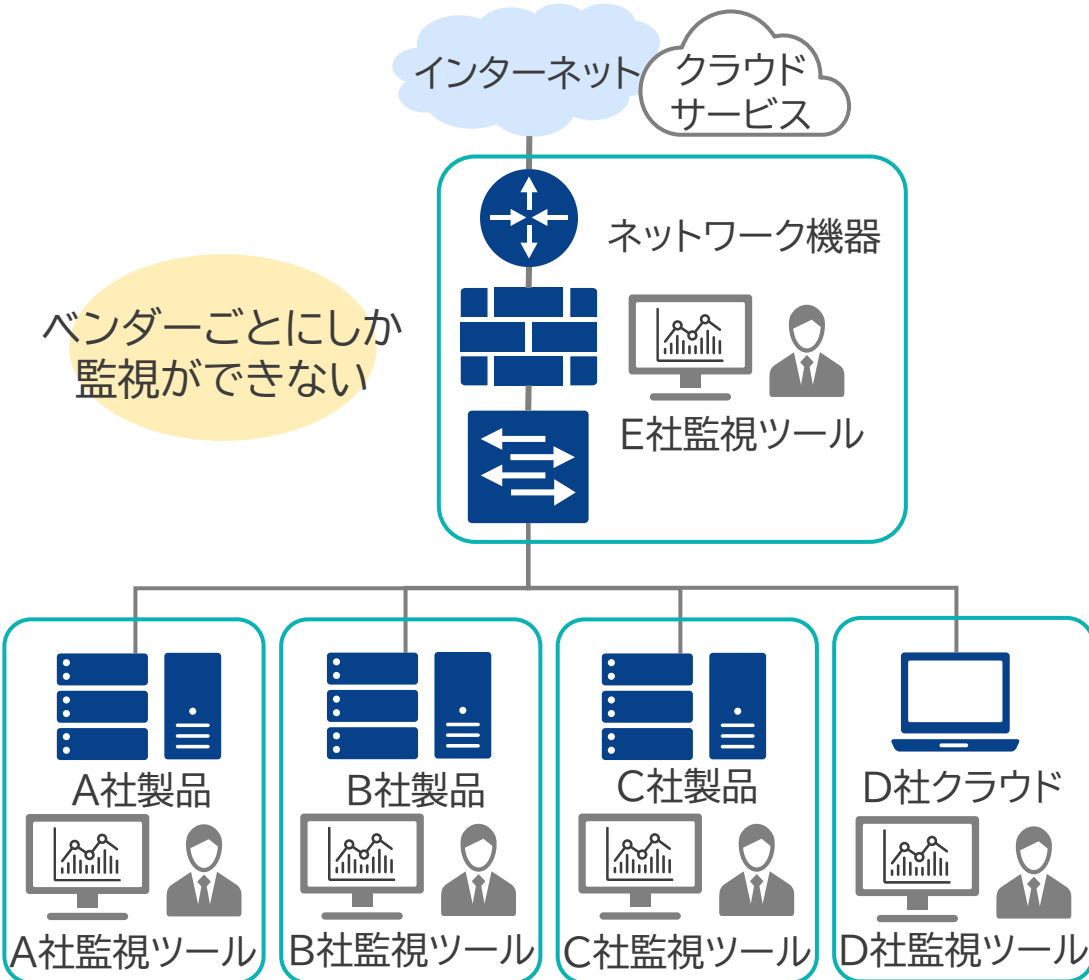 インターネット
クラウド
サービス
ネットワーク機器
ベンダーごとにしか
監視ができない
E社監視ツール
A社製品
B社製品
C社製品
D社クラウド
A社監視ツール
B社監視ツール
C社監視ツール
D社監視ツール